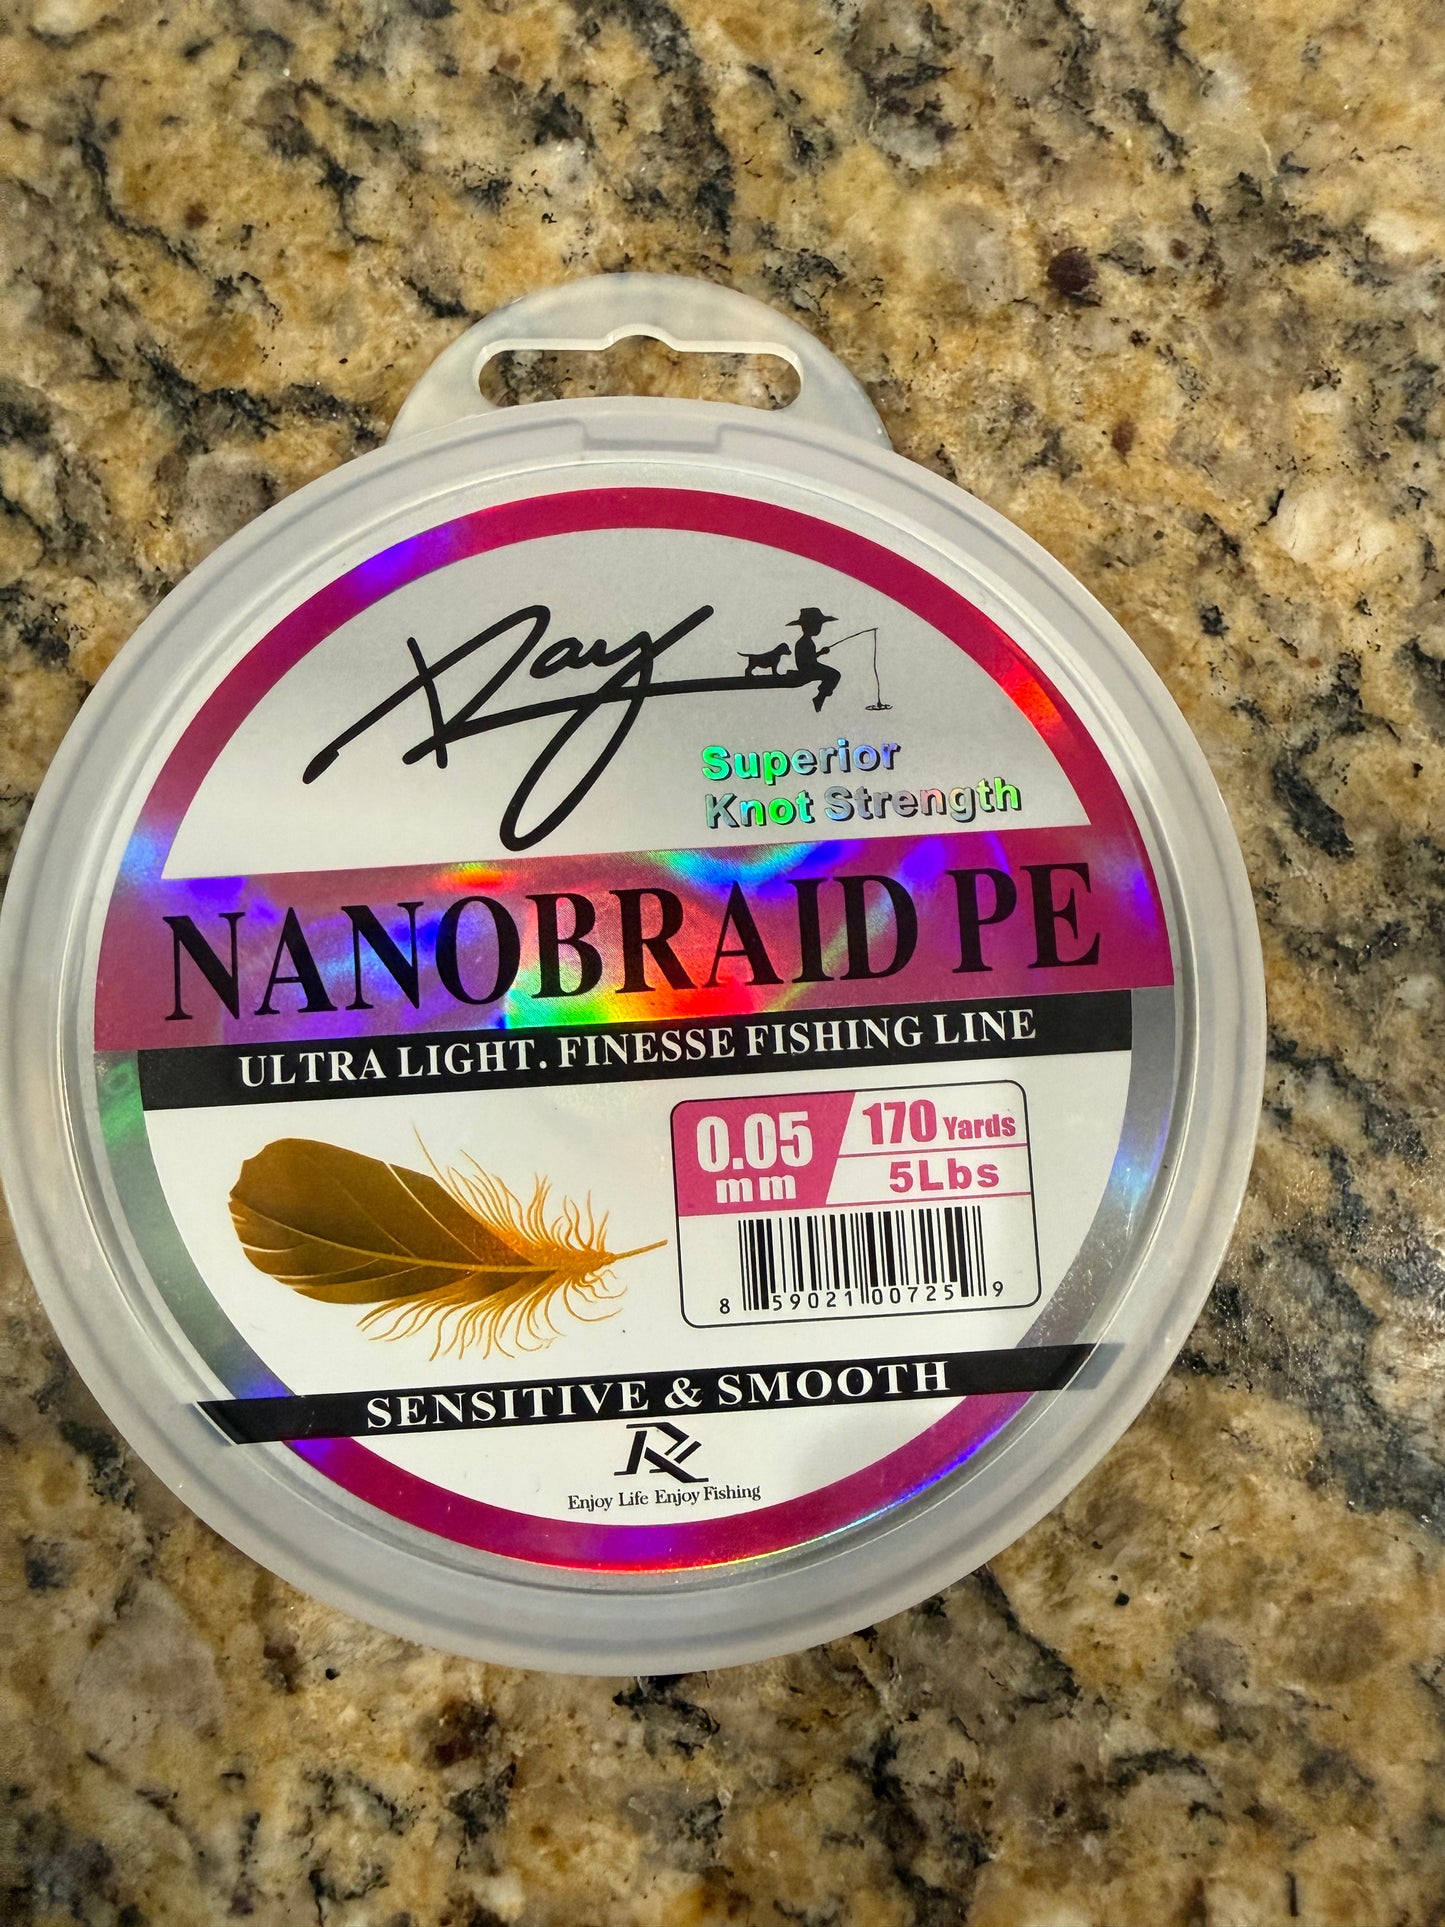 Ray
Superior
Knot Strength
NANOBRAID PE
ULTRA LIGHT. FINESSE FISHING LINE
0.05
mm
170 Yards
5Lbs
8 59021 00725 9
SENSITIVE & SMOOTH
R
Enjoy Life Enjoy Fishing